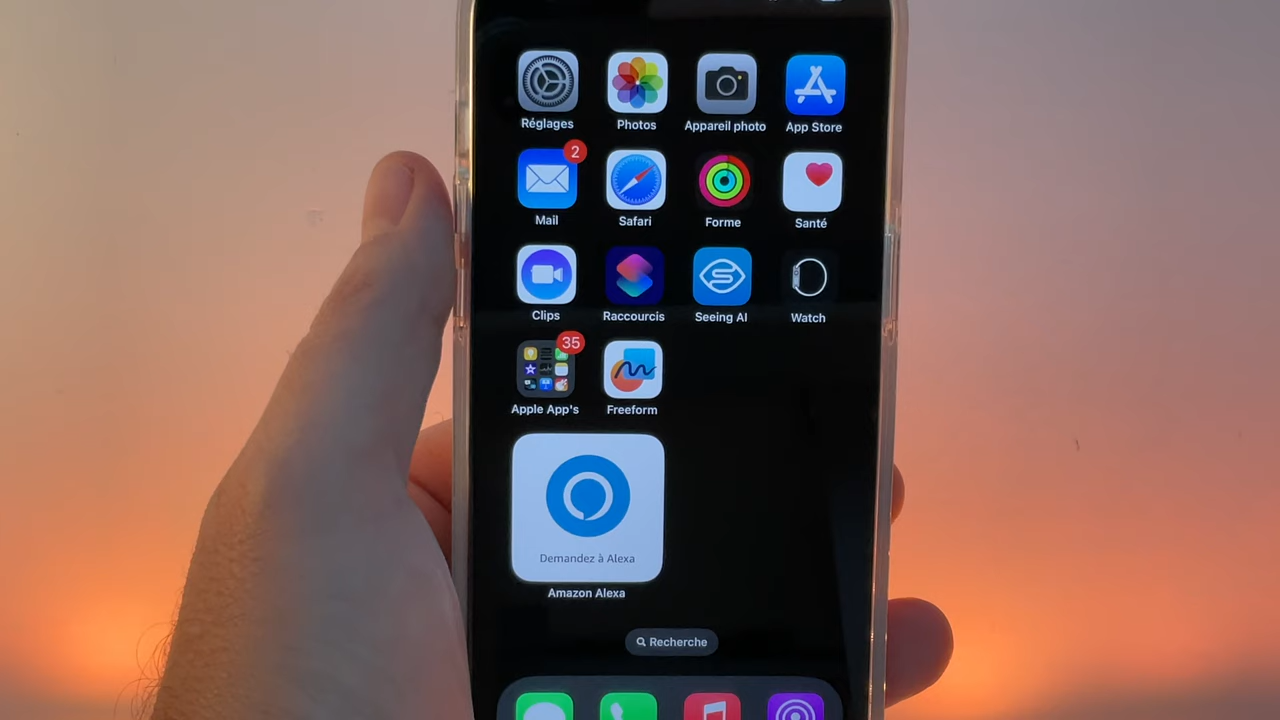 Réglages
Photos
Appareil photo
App Store
2
Mail
Safari
Forme
Santé
Clips
Raccourcis
Seeing AI
Watch
35
Apple App's
Freeform
Demandez à Alexa
Amazon Alexa
Recherche